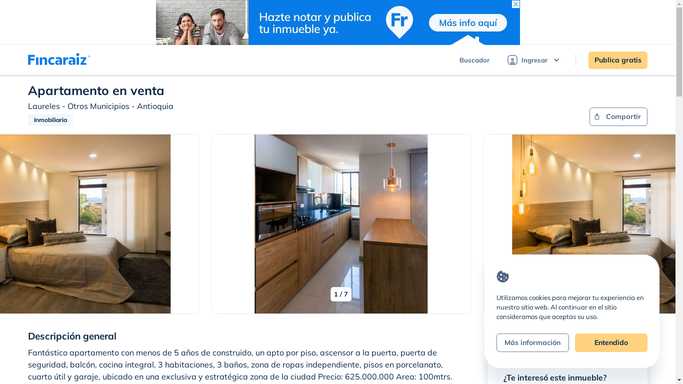 Hazte notar y publica
tu inmueble ya.
Fr
Más info aquí
Fincaraiz
Buscador
Ingresar
Publica gratis
Apartamento en venta
Laureles - Otros Municipios - Antioquia
Inmobiliaria
Compartir
1 / 7
Utilizamos cookies para mejorar tu experiencia en
nuestro sitio web. Al continuar en el sitio
consideramos que aceptas su uso.
Más información
Entendido
Descripción general
Fantástico apartamento con menos de 5 años de construido, un apto por piso, ascensor a la puerta, puerta de
seguridad, balcón, cocina integral, 3 habitaciones, 3 baños, zona de ropas independiente, pisos en porcelanato,
cuarto útil y garaje, ubicado en una exclusiva y estratégica zona de la ciudad Precio: 625.000.000 Area: 100mtrs.
¿Te interesó este inmueble?